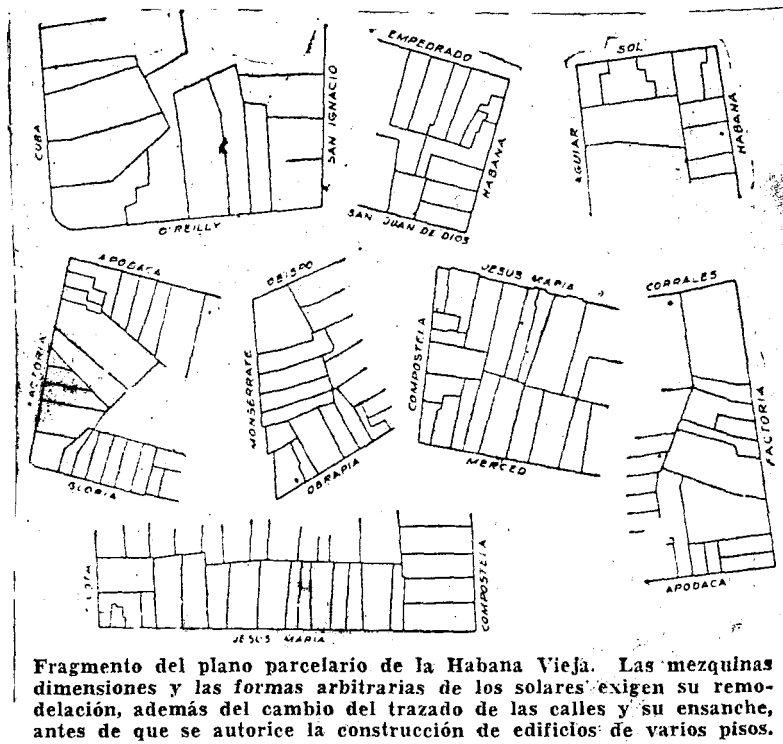 CUBA
O'REILLY
SAN IGNACIO
EMPEDRADO
HABANA
SAN JUAN DE DIOS
SOL
AGUIAR
HABANA
APODACA
FACTORIA
GLORIA
OBISPO
MONSERRATE
OBRAPIA
JESUS MARIA
COMPOSTELA
MERCED
CORRALES
FACTORIA
APODACA
COMPOSTELA
JESUS MARIA
Fragmento del plano parcelario de la Habana Vieja. Las mezquinas
dimensiones y las formas arbitrarias de los solares exigen su remo-
delación, además del cambio del trazado de las calles y su ensanche,
antes de que se autorice la construcción de edificios de varios pisos.